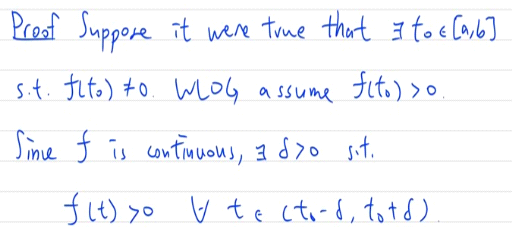 Proof Suppose it were true that ∃ t₀ ∈ [a,b]
s.t. f(t₀) ≠ 0. WLOG assume f(t₀) > 0.
Since f is continuous, ∃ δ>0 s.t.
f(t) > 0 ∀ t ∈ (t₀-δ, t₀+δ).